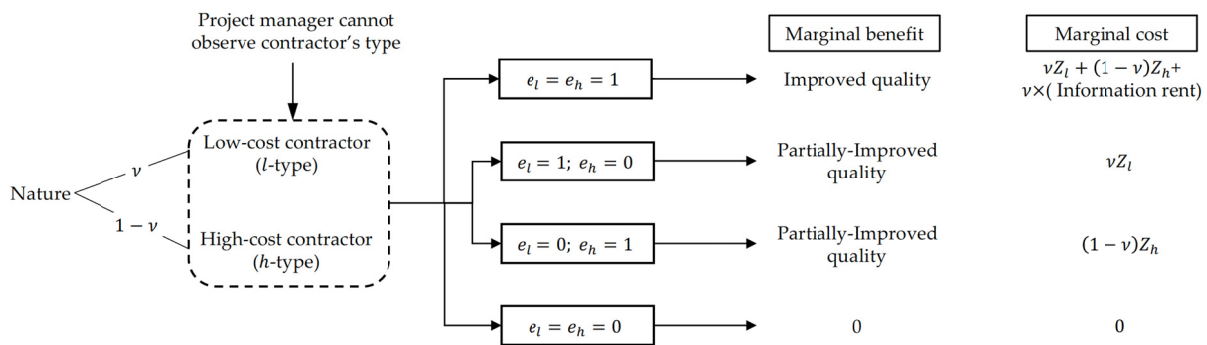 Project manager cannot
observe contractor's type
Marginal benefit
Marginal cost
Nature
ν
1 − ν
Low-cost contractor
(l-type)
High-cost contractor
(h-type)
e_l = e_h = 1
Improved quality
νZ_l + (1 − ν)Z_h+
ν×( Information rent)
e_l = 1; e_h = 0
Partially-Improved
quality
νZ_l
e_l = 0; e_h = 1
Partially-Improved
quality
(1 − ν)Z_h
e_l = e_h = 0
0
0